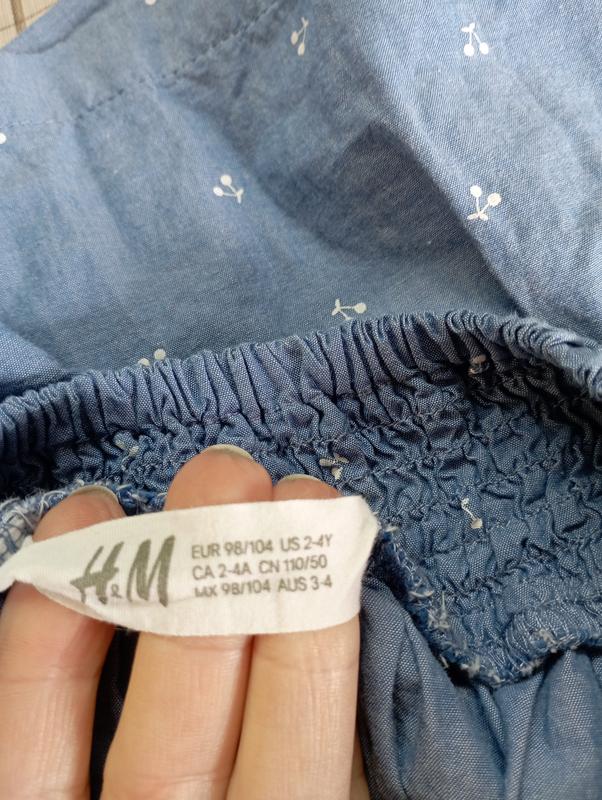 H&M
EUR 98/104 US 2-4Y
CA 2-4A CN 110/50
MX 98/104 AUS 3-4